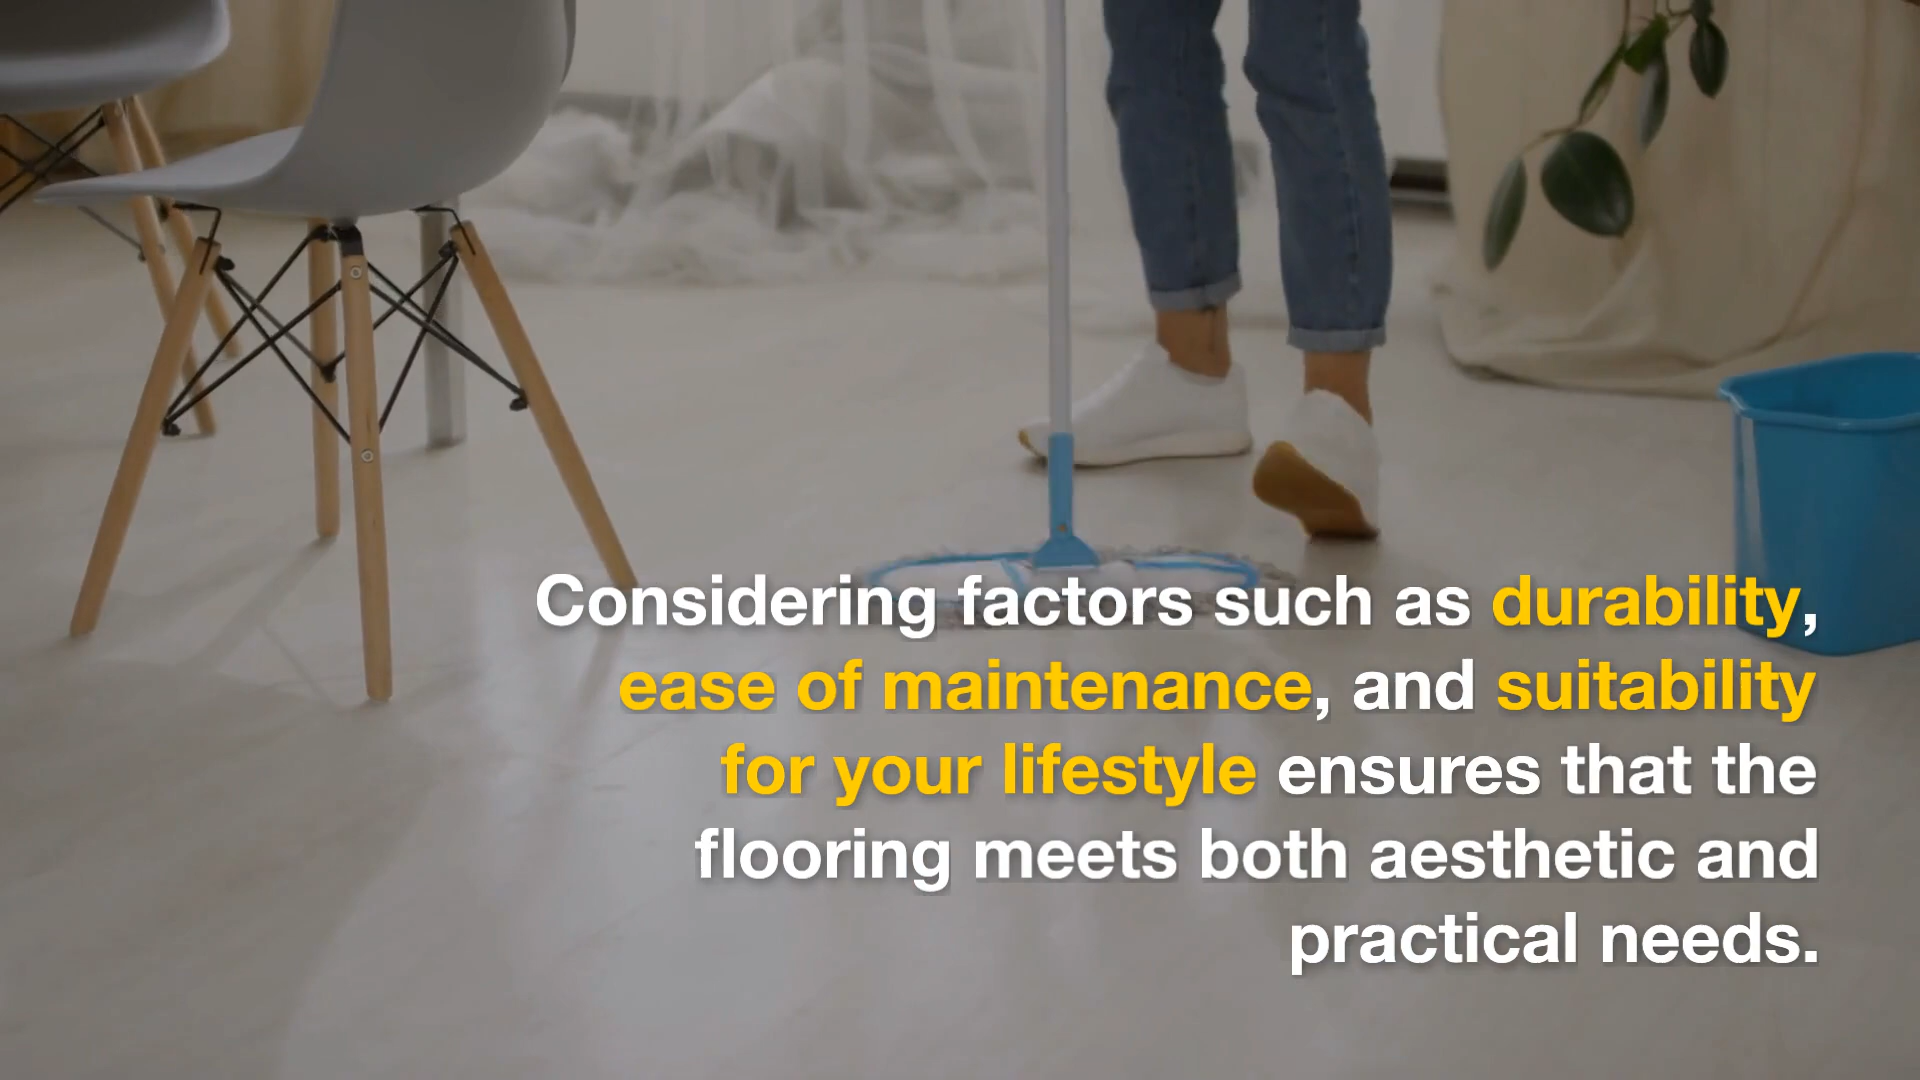 Considering factors such as durability,
ease of maintenance, and suitability
for your lifestyle ensures that the
flooring meets both aesthetic and
practical needs.